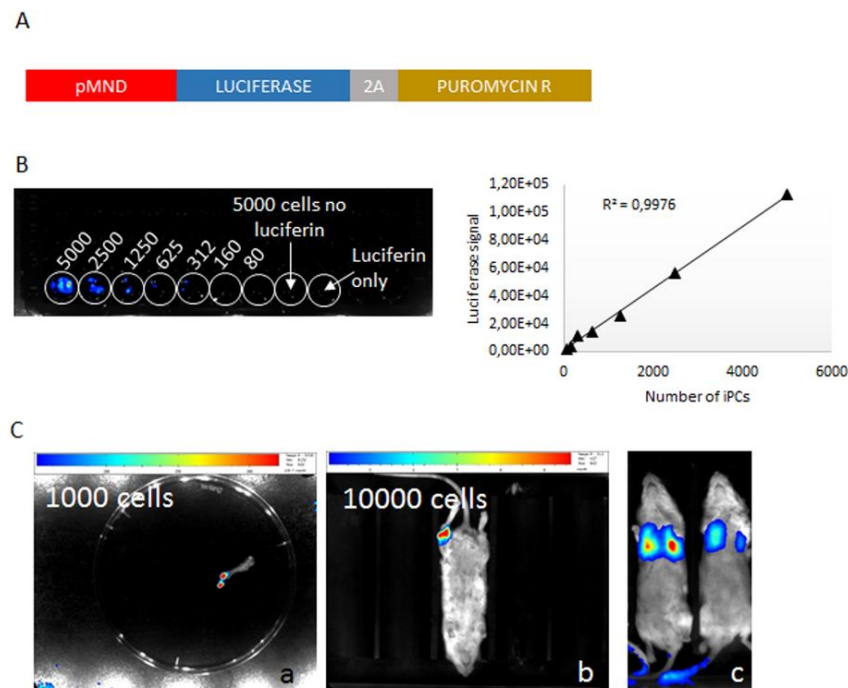 A
pMND LUCIFERASE 2A PUROMYCIN R
B
5000 2500 1250 625 312 160 80
5000 cells no
luciferin
Luciferin
only
R² = 0,9976
Luciferase signal
1,20E+05
1,00E+05
8,00E+04
6,00E+04
4,00E+04
2,00E+04
0,00E+00
0 2000 4000 6000
Number of iPCs
C
1000 cells
a
10000 cells
b
c